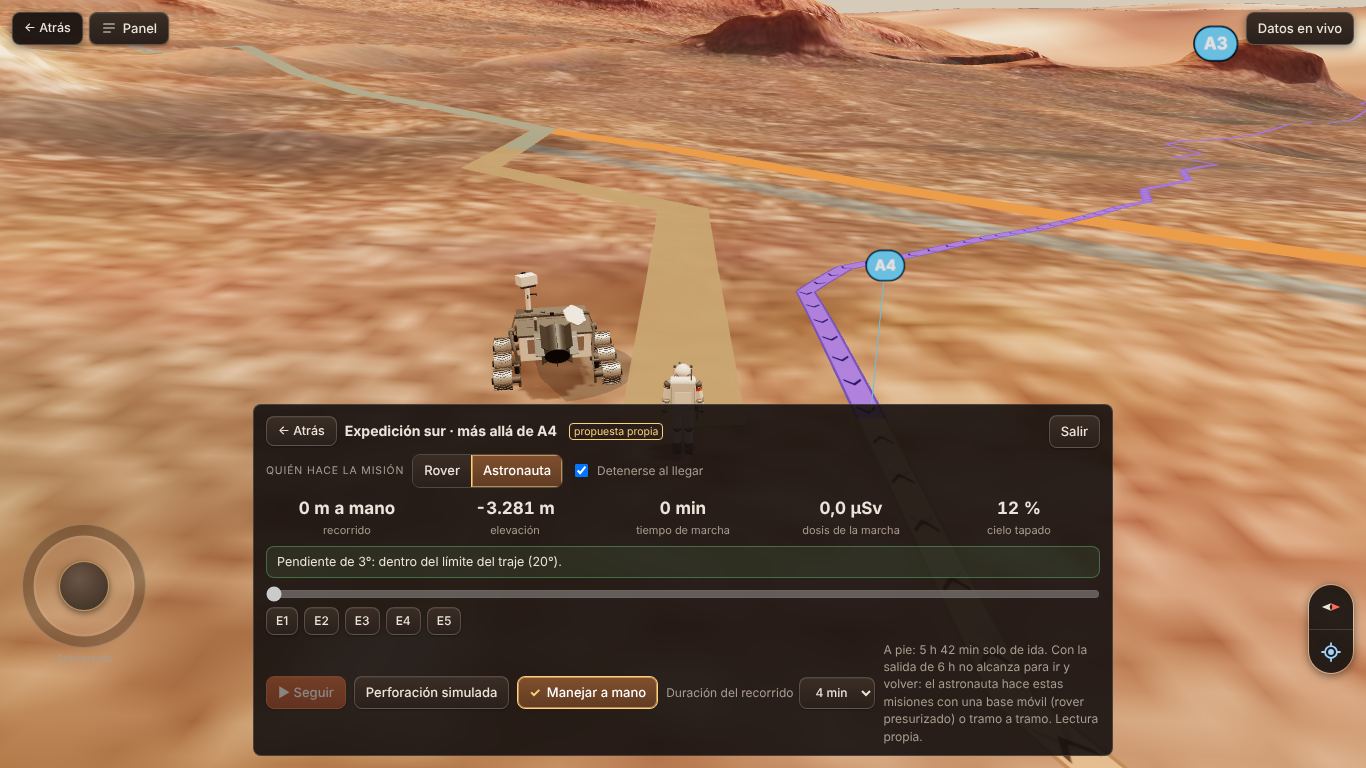 ← Atrás
Panel
A3
Datos en vivo
A4
← Atrás
Expedición sur · más allá de A4
propuesta propia
Salir
QUIÉN HACE LA MISIÓN
Rover
Astronauta
Detenerse al llegar
0 m a mano
-3.281 m
0 min
0,0 µSv
12 %
recorrido
elevación
tiempo de marcha
dosis de la marcha
cielo tapado
Pendiente de 3°: dentro del límite del traje (20°).
E1
E2
E3
E4
E5
▶ Seguir
Perforación simulada
✓ Manejar a mano
Duración del recorrido
4 min
A pie: 5 h 42 min solo de ida. Con la
salida de 6 h no alcanza para ir y
volver: el astronauta hace estas
misiones con una base móvil (rover
presurizado) o tramo a tramo. Lectura
propia.